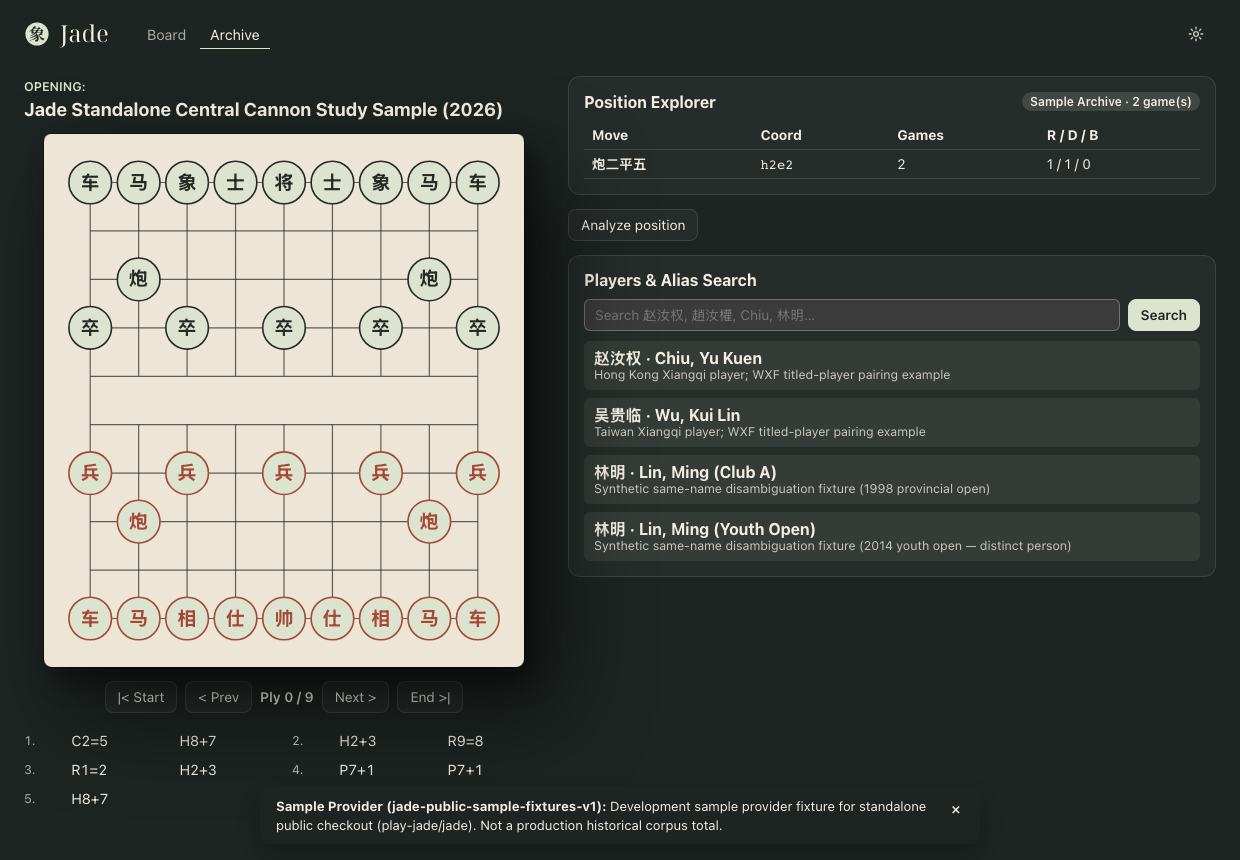 象 Jade Board Archive
OPENING:
Jade Standalone Central Cannon Study Sample (2026)
车 马 象 士 将 士 象 马 车
炮 炮
卒 卒 卒 卒 卒
兵 兵 兵 兵 兵
炮 炮
车 马 相 仕 帅 仕 相 马 车
|< Start < Prev Ply 0 / 9 Next > End >|
1. C2=5 H8+7 2. H2+3 R9=8
3. R1=2 H2+3 4. P7+1 P7+1
5. H8+7
Position Explorer Sample Archive · 2 game(s)
Move Coord Games R / D / B
炮二平五 h2e2 2 1 / 1 / 0
Analyze position
Players & Alias Search
Search 赵汝权, 趙汝權, Chiu, 林明... Search
赵汝权 · Chiu, Yu Kuen
Hong Kong Xiangqi player; WXF titled-player pairing example
吴贵临 · Wu, Kui Lin
Taiwan Xiangqi player; WXF titled-player pairing example
林明 · Lin, Ming (Club A)
Synthetic same-name disambiguation fixture (1998 provincial open)
林明 · Lin, Ming (Youth Open)
Synthetic same-name disambiguation fixture (2014 youth open — distinct person)
Sample Provider (jade-public-sample-fixtures-v1): Development sample provider fixture for standalone
public checkout (play-jade/jade). Not a production historical corpus total.
×